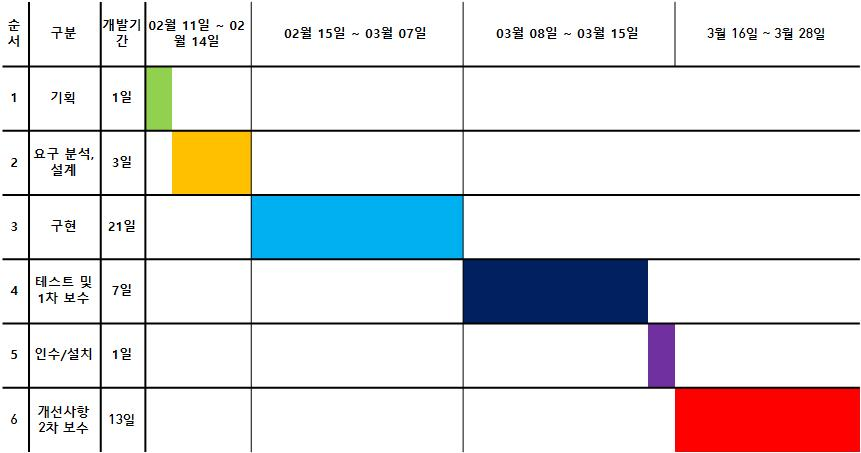 순
서
구분
개발기
간
02월 11일 ~ 02
월 14일
02월 15일 ~ 03월 07일
03월 08일 ~ 03월 15일
3월 16일 ~ 3월 28일
1
기획
1일
2
요구 분석,
설계
3일
3
구현
21일
4
테스트 및
1차 보수
7일
5
인수/설치
1일
6
개선사항
2차 보수
13일